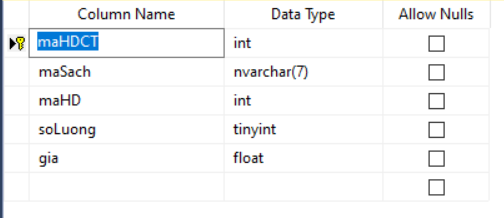 Column Name Data Type Allow Nulls
maHDCT int
maSach nvarchar(7)
maHD int
soLuong tinyint
gia float